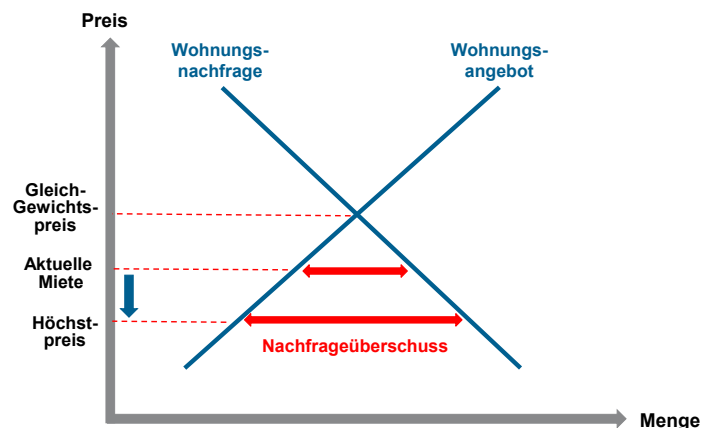 Preis
Wohnungs-
nachfrage
Wohnungs-
angebot
Gleich-
Gewichts-
preis
Aktuelle
Miete
Höchst-
preis
Nachfrageüberschuss
Menge